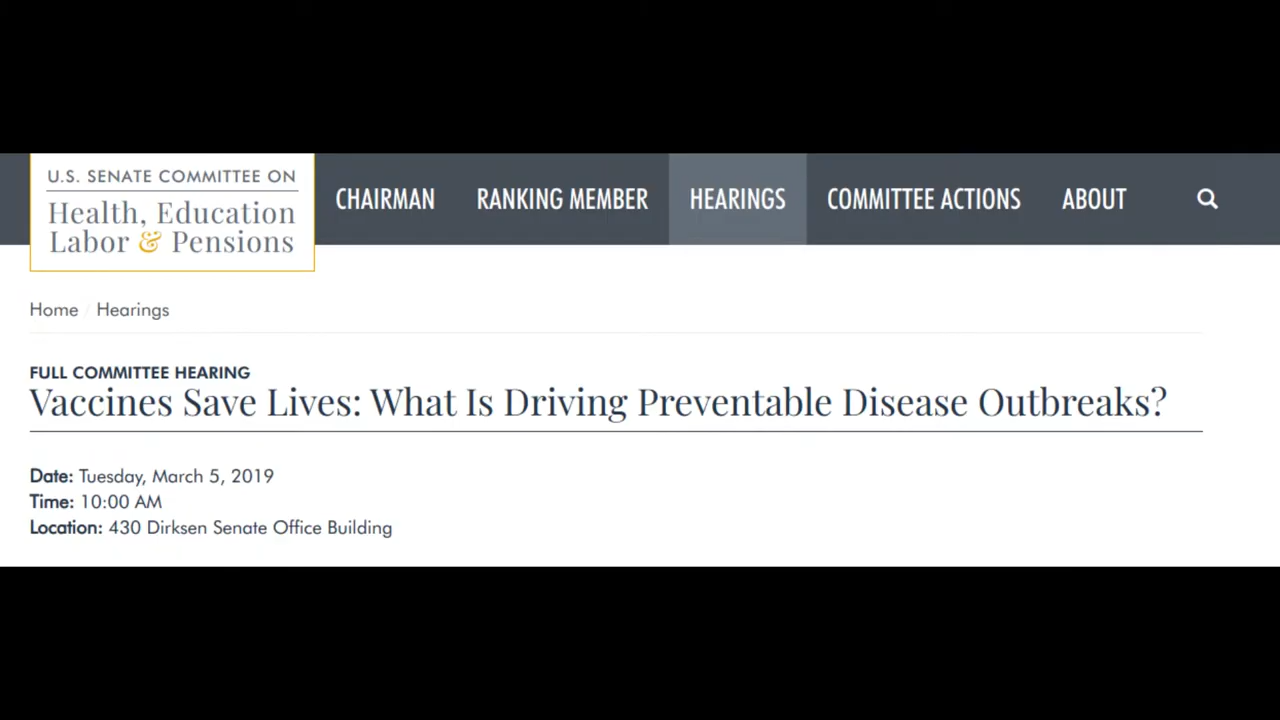 U.S. SENATE COMMITTEE ON
Health, Education
Labor & Pensions
CHAIRMAN RANKING MEMBER HEARINGS COMMITTEE ACTIONS ABOUT
Home / Hearings
FULL COMMITTEE HEARING
Vaccines Save Lives: What Is Driving Preventable Disease Outbreaks?
Date: Tuesday, March 5, 2019
Time: 10:00 AM
Location: 430 Dirksen Senate Office Building